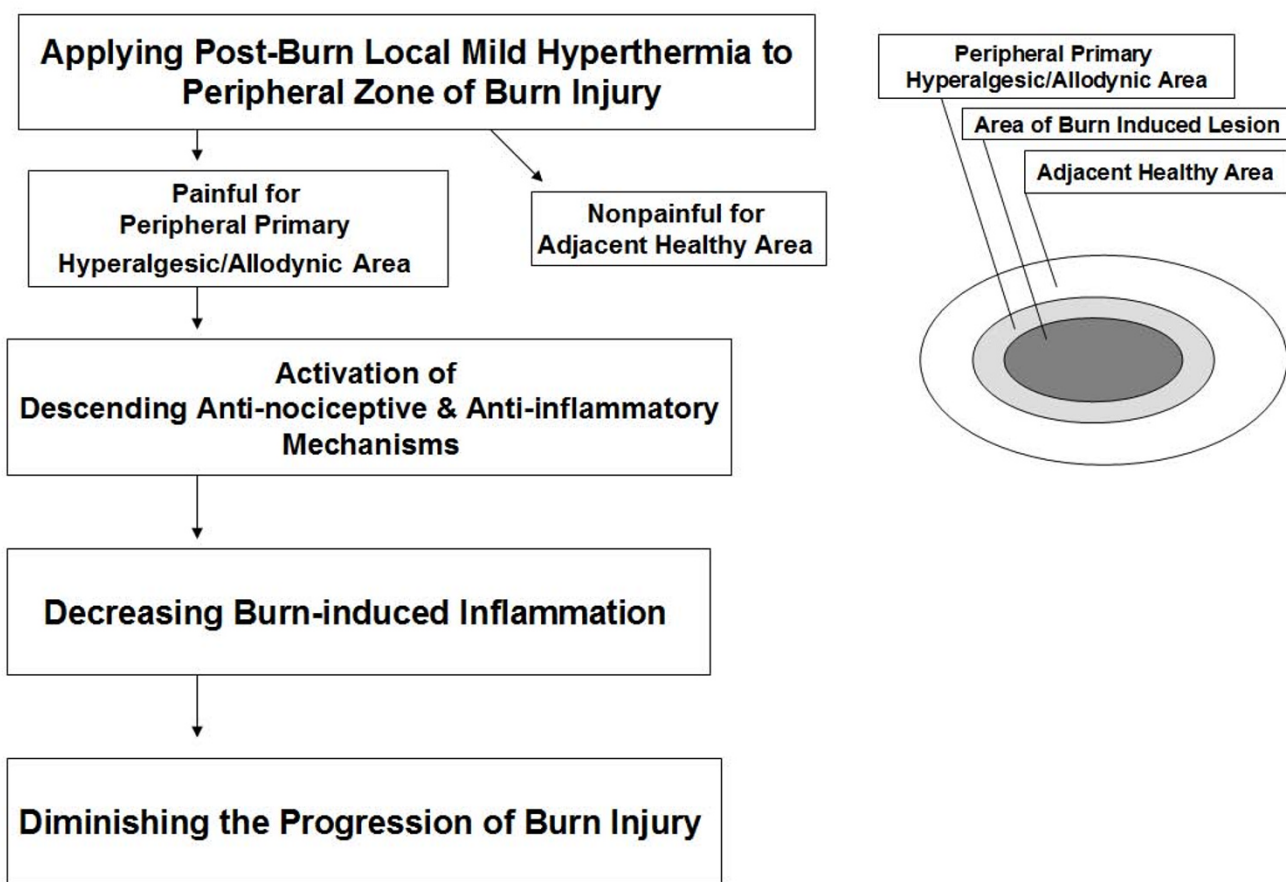 Applying Post-Burn Local Mild Hyperthermia to
Peripheral Zone of Burn Injury
Painful for
Peripheral Primary
Hyperalgesic/Allodynic Area
Nonpainful for
Adjacent Healthy Area
Activation of
Descending Anti-nociceptive & Anti-inflammatory
Mechanisms
Decreasing Burn-induced Inflammation
Diminishing the Progression of Burn Injury
Peripheral Primary
Hyperalgesic/Allodynic Area
Area of Burn Induced Lesion
Adjacent Healthy Area